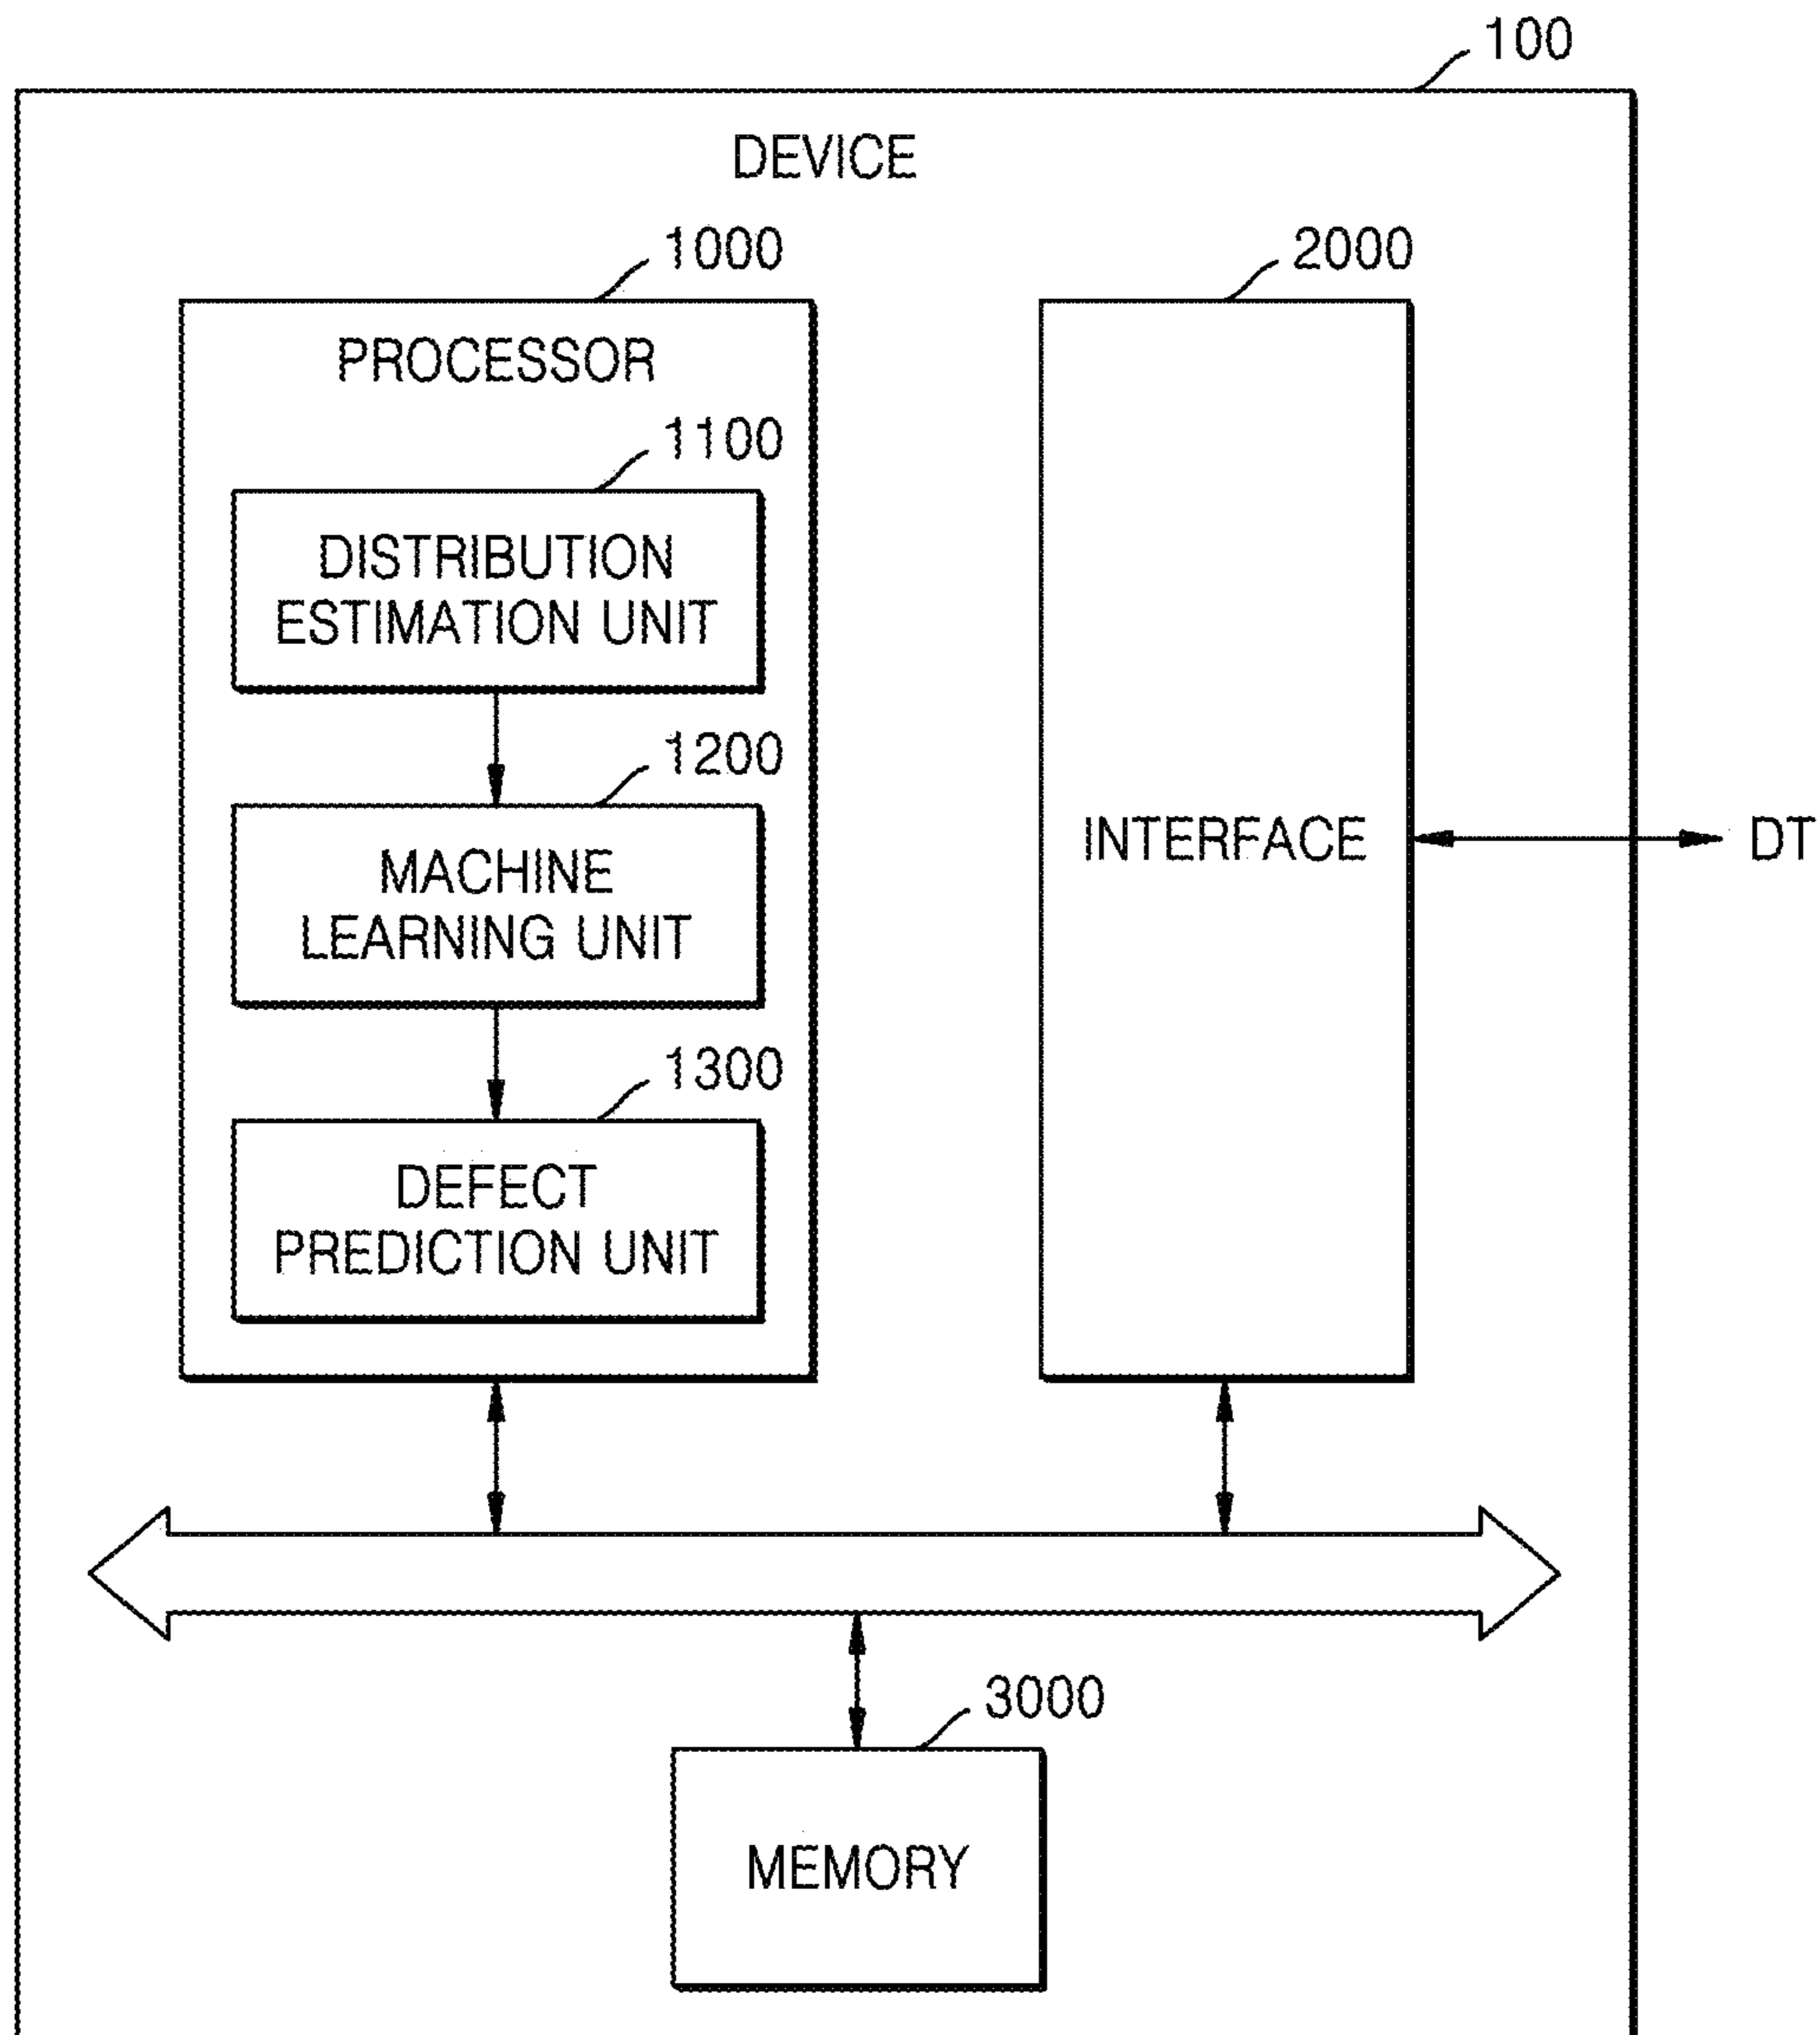 100
DEVICE
1000
2000
PROCESSOR
1100
DISTRIBUTION
ESTIMATION UNIT
1200
MACHINE
LEARNING UNIT
INTERFACE
DT
1300
DEFECT
PREDICTION UNIT
3000
MEMORY